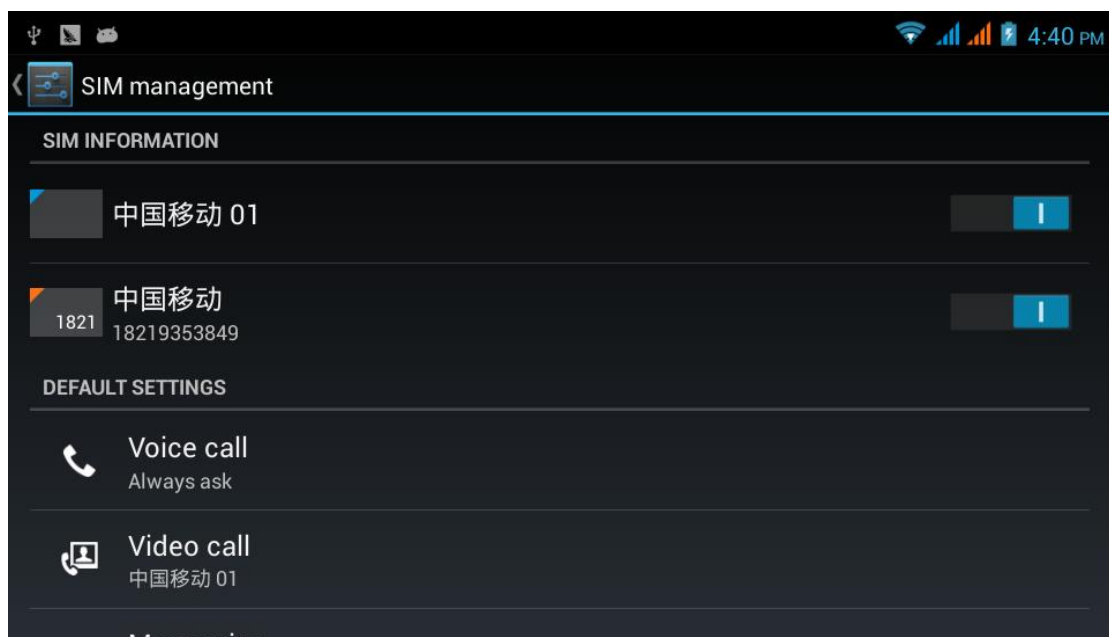 4:40 PM
SIM management
SIM INFORMATION
中国移动 01
中国移动
1821
18219353849
DEFAULT SETTINGS
Voice call
Always ask
Video call
中国移动 01